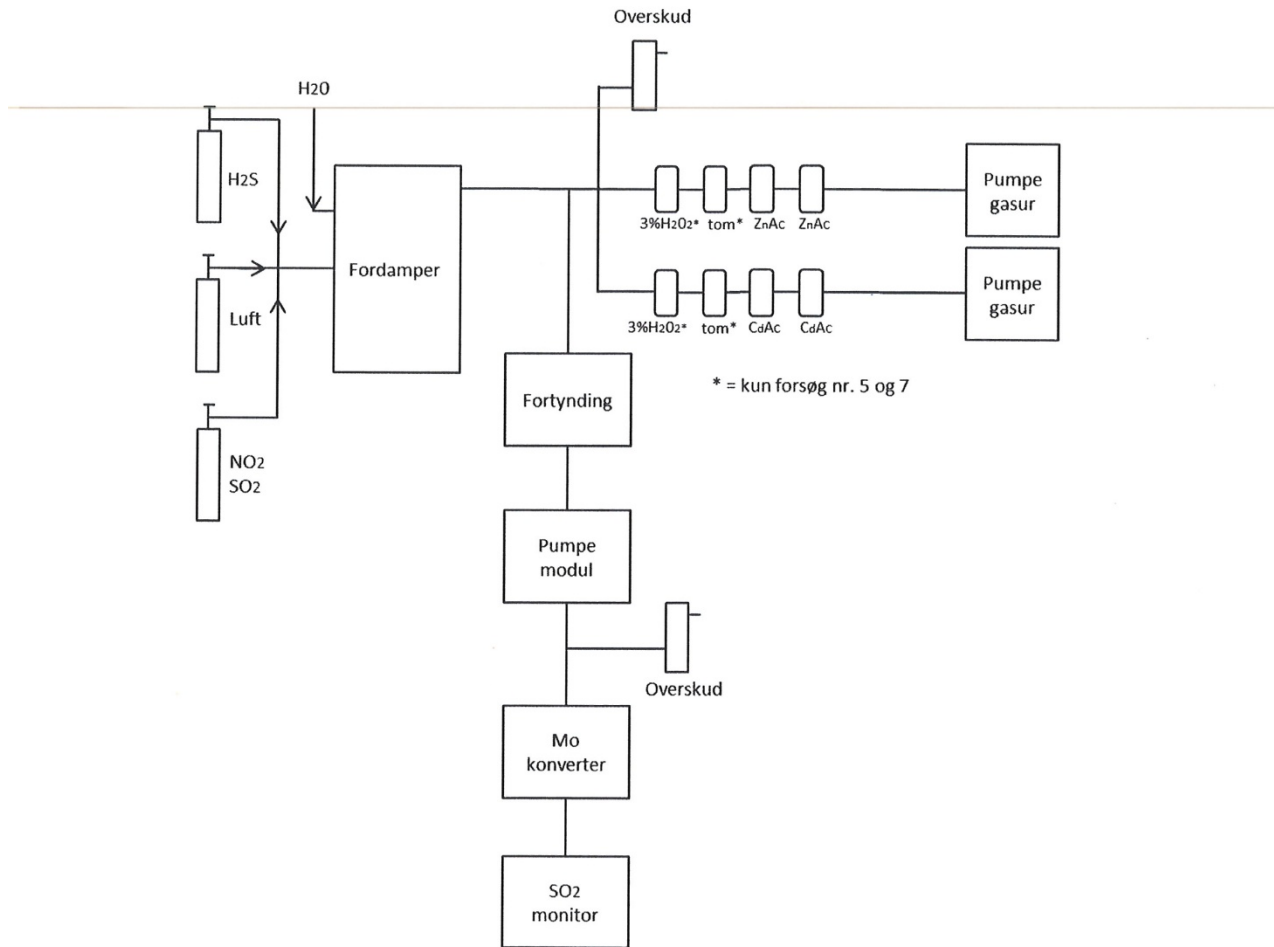 Overskud
H2O
H2S
Luft
NO2
SO2
Fordamper
3%H2O2* tom* ZnAc ZnAc
Pumpe
gasur
3%H2O2* tom* CdAc CdAc
Pumpe
gasur
* = kun forsøg nr. 5 og 7
Fortynding
Pumpe
modul
Overskud
Mo
konverter
SO2
monitor